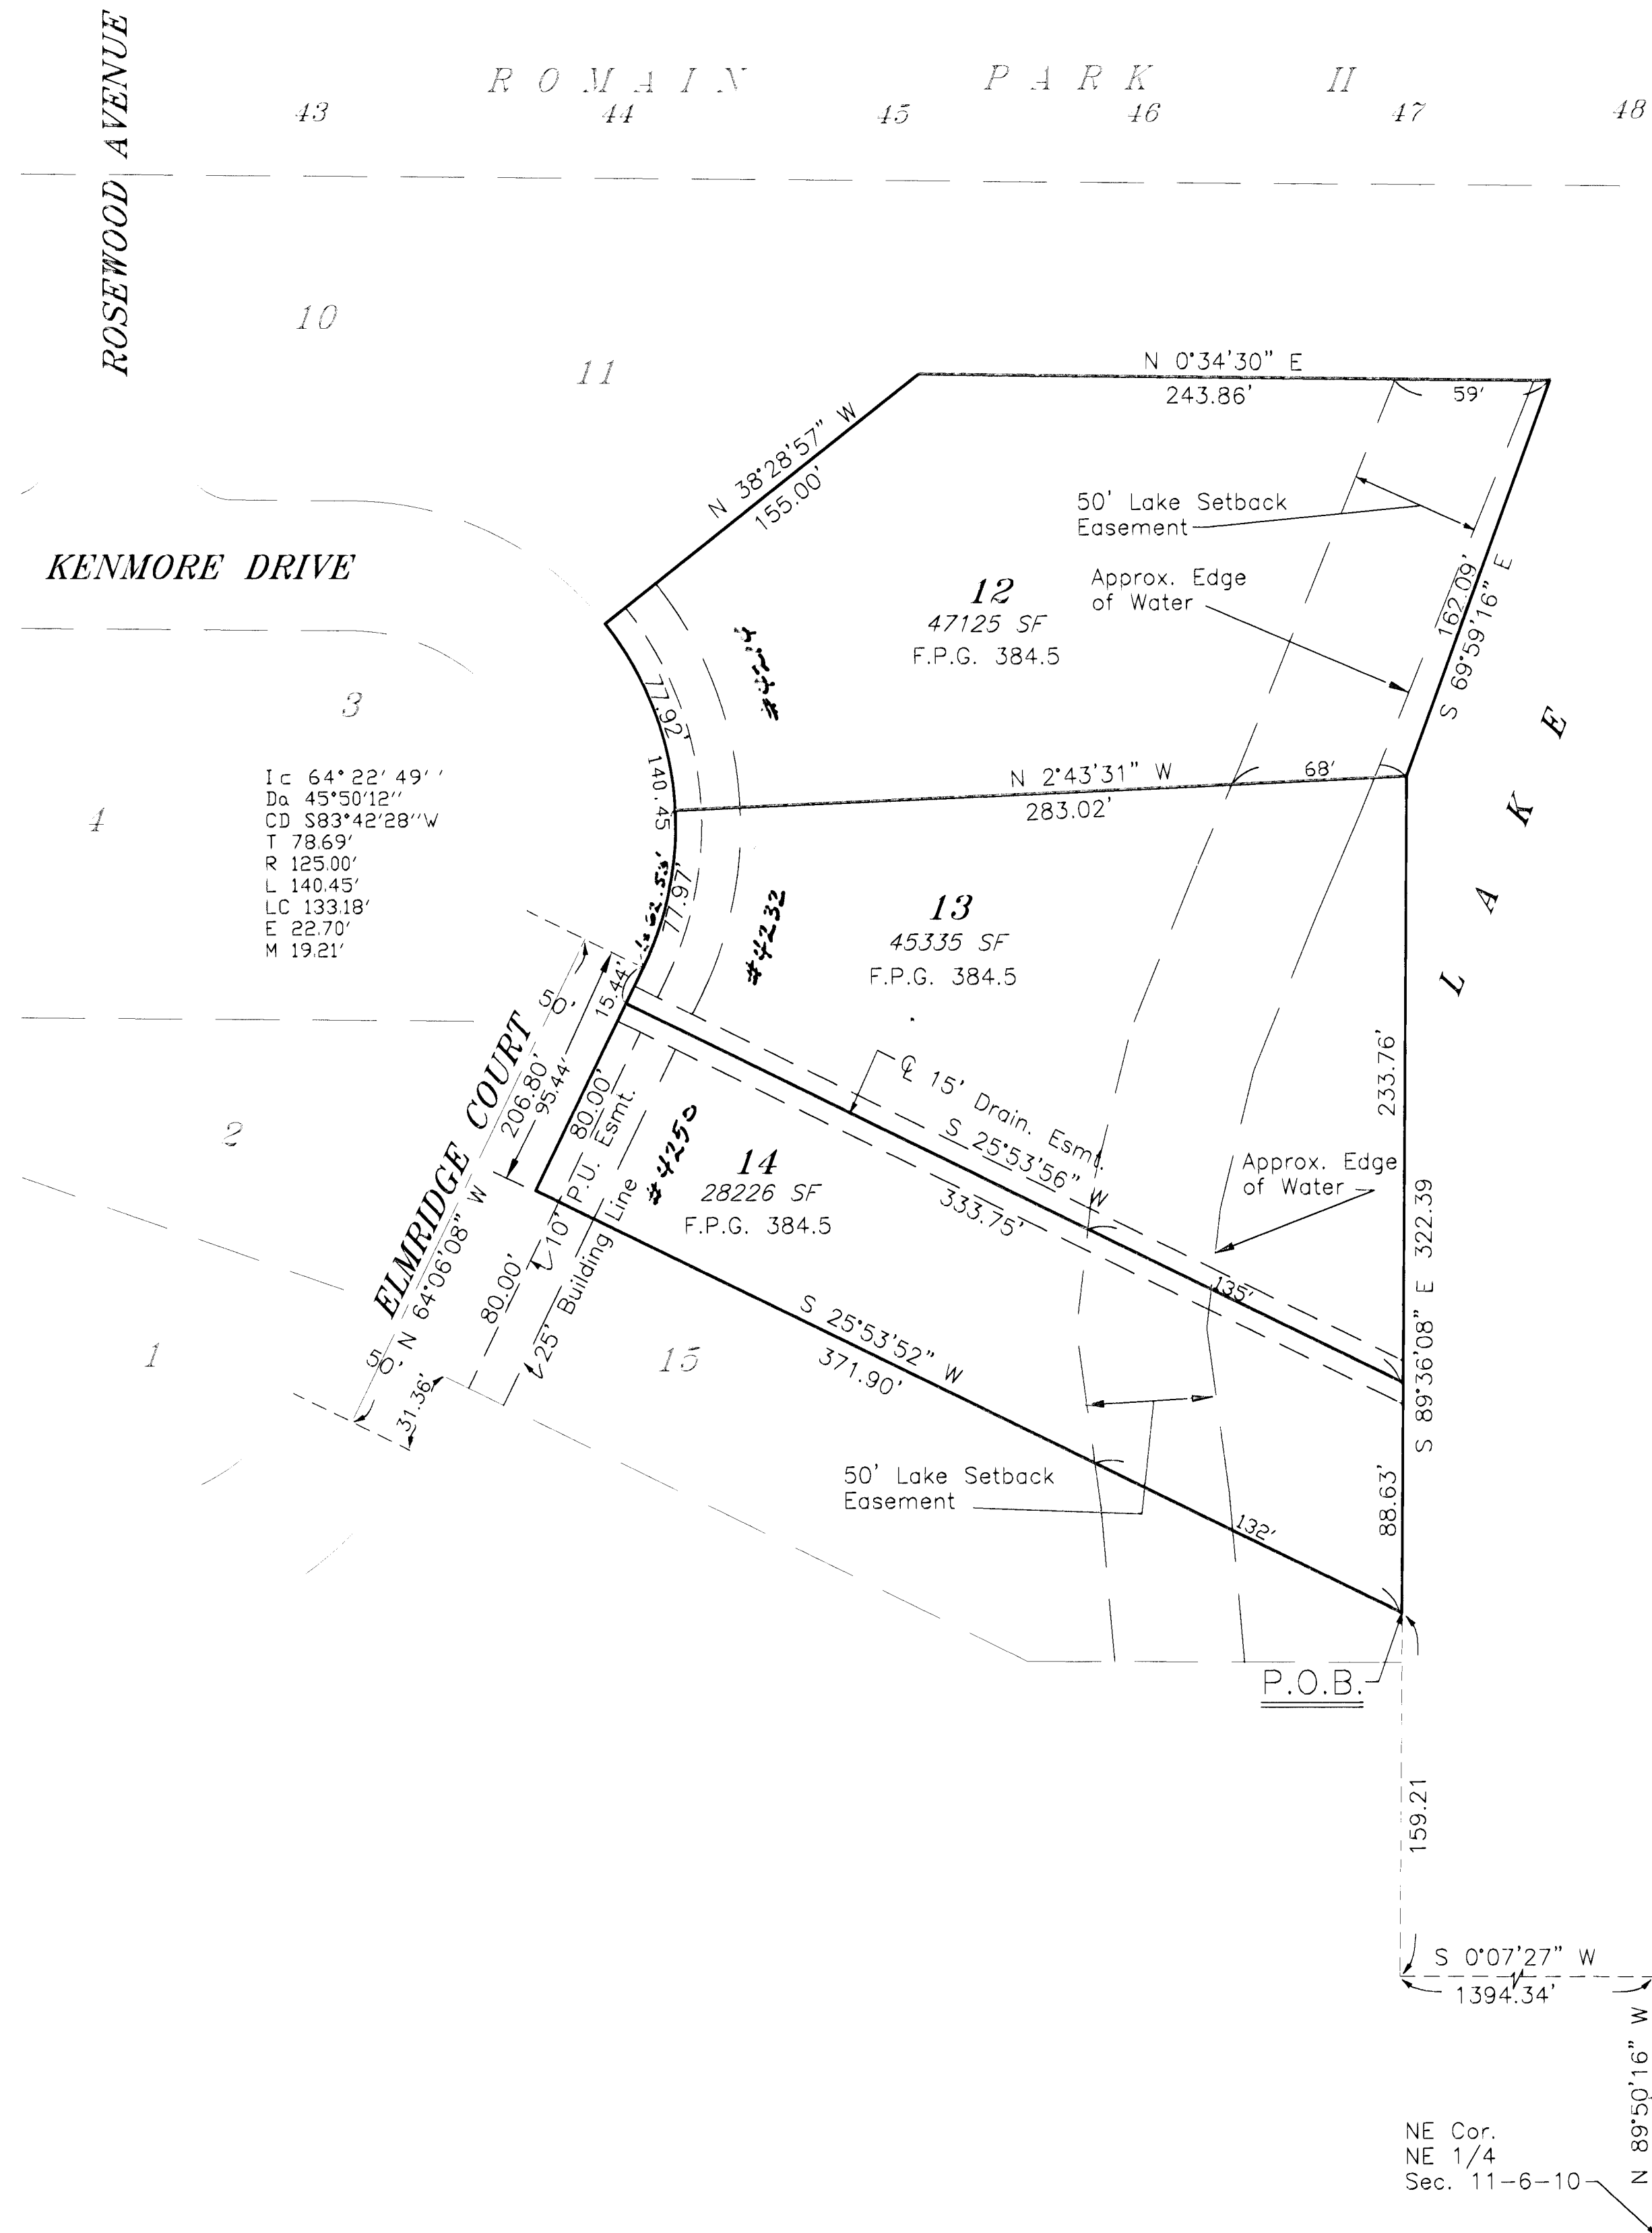 ROMAIN PARK II
43 44 45 46 47 48
ROSEWOOD AVENUE
10
11
N 0°34'30" E
243.86'
59'
N 38°28'57" W
155.00'
50' Lake Setback
Easement
KENMORE DRIVE
Approx. Edge
of Water
12
47125 SF
F.P.G. 384.5
162.09'
S 69°59'16" E
3
77.92'
140.45
N 2°43'31" W
283.02'
68'
LAKE
4
Ic 64°22'49''
Da 45°50'12''
CD S83°42'28''W
T 78.69'
R 125.00'
L 140.45'
LC 133.18'
E 22.70'
M 19.21'
77.97'
#4232
13
45335 SF
F.P.G. 384.5
15.44'
50'
ELMRIDGE COURT
206.80'
95.44'
N 64°06'08" W
50'
31.36'
80.00'
10' P.U. Esmt.
80.00'
25' Building Line
#4250
℄ 15' Drain. Esmt.
S 25°53'56" W
333.75'
135'
233.76'
2
14
28226 SF
F.P.G. 384.5
Approx. Edge
of Water
S 89°36'08" E 322.39
1
15
S 25°53'52" W
371.90'
132'
88.63'
50' Lake Setback
Easement
P.O.B.
159.21
S 0°07'27" W
1394.34'
N 89°50'16" W
NE Cor.
NE 1/4
Sec. 11-6-10